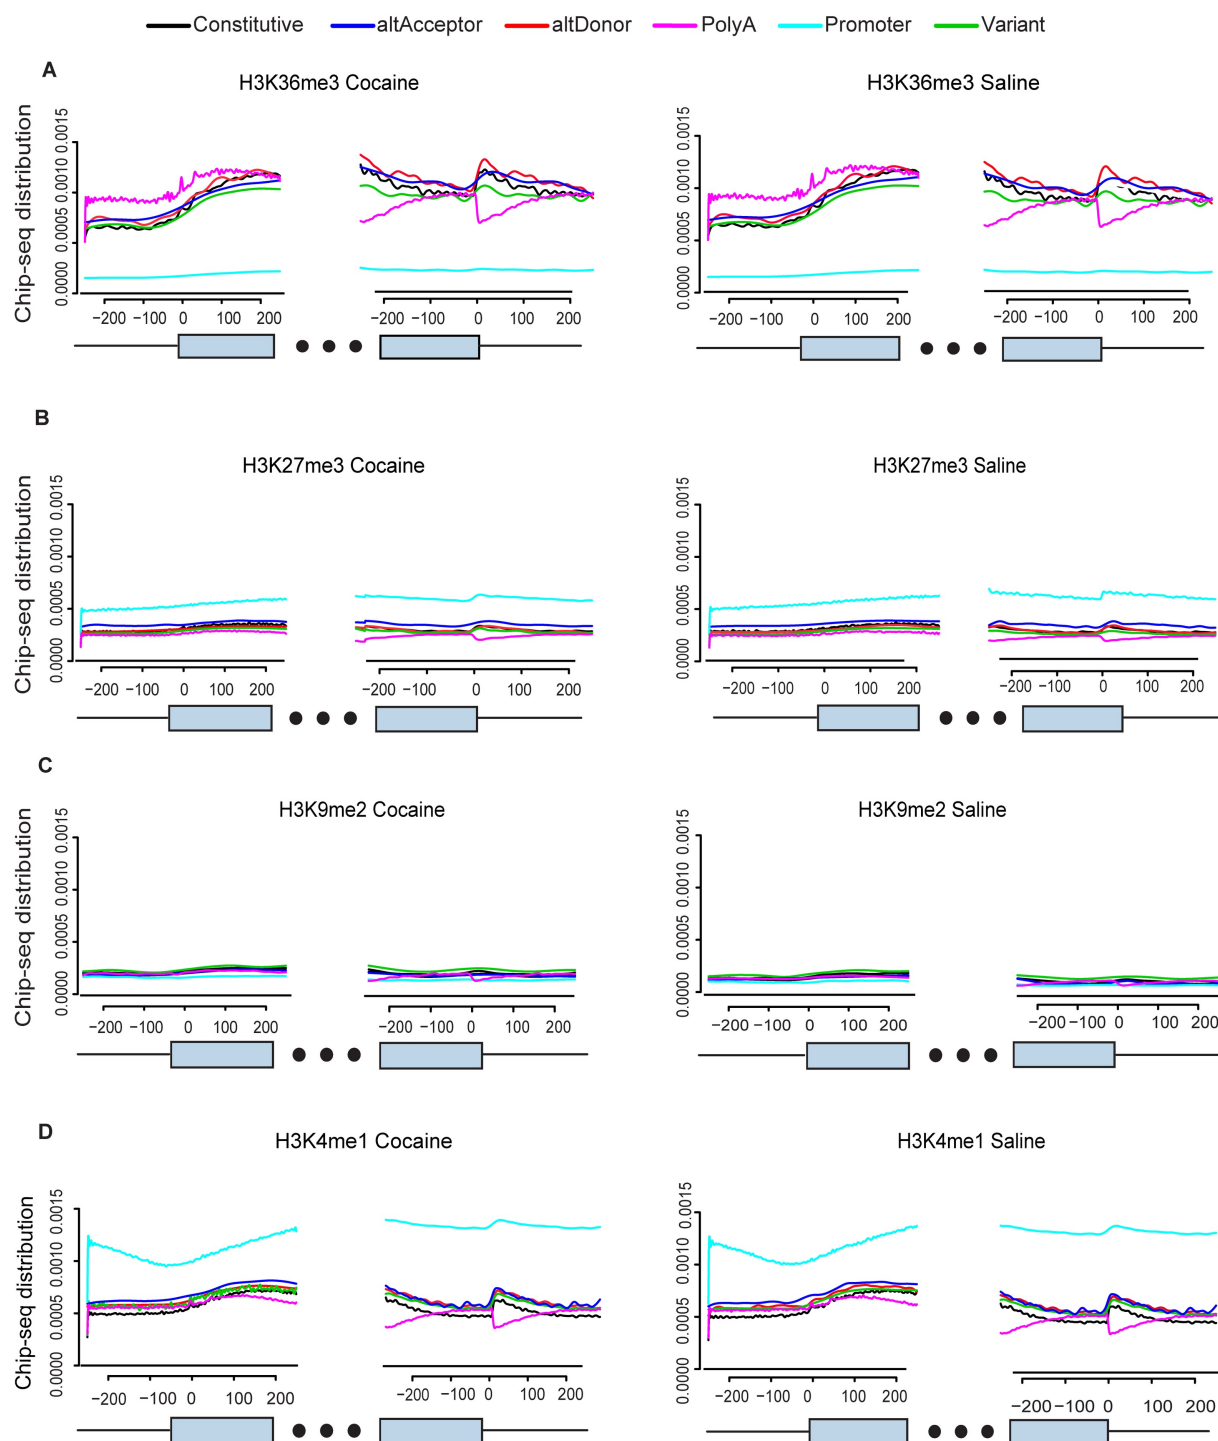 Constitutive altAcceptor altDonor PolyA Promoter Variant
A
H3K36me3 Cocaine H3K36me3 Saline
Chip-seq distribution
0.0000 0.0005 0.0010 0.0015 0.0000 0.0005 0.0010 0.0015
−200 −100 0 100 200 −200 −100 0 100 200 −200 −100 0 100 200 −200 −100 0 100 200
B
H3K27me3 Cocaine H3K27me3 Saline
Chip-seq distribution
0.0000 0.0005 0.0010 0.0015 0.0000 0.0005 0.0010 0.0015
−200 −100 0 100 200 −200 −100 0 100 200 −200 −100 0 100 200 −200 −100 0 100 200
C
H3K9me2 Cocaine H3K9me2 Saline
Chip-seq distribution
0.0000 0.0005 0.0010 0.0015 0.0000 0.0005 0.0010 0.0015
−200 −100 0 100 200 −200 −100 0 100 200 −200 −100 0 100 200 −200 −100 0 100 200
D
H3K4me1 Cocaine H3K4me1 Saline
Chip-seq distribution
0.0000 0.0005 0.0010 0.0015 0.0000 0.0005 0.0010 0.0015
−200 −100 0 100 200 −200 −100 0 100 200 −200 −100 0 100 200 −200 −100 0 100 200